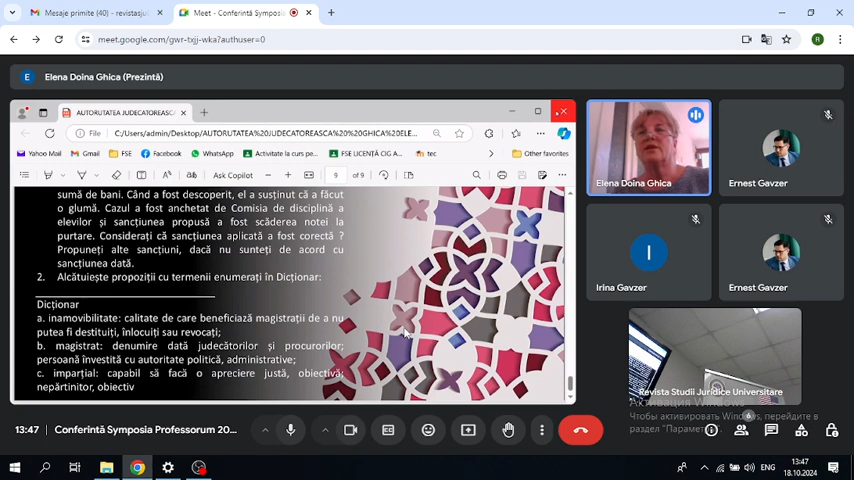 Mesaje primite (40) - revistasju
Meet - Conferintă Symposi
meet.google.com/gwr-txjj-wka?authuser=0
E Elena Doina Ghica (Prezintă)
AUTORITATEA JUDECATOREASCA
File C:/Users/admin/Desktop/AUTORUTATEA%20JUDECATOREASCA%20%20GHICA%20ELE...
Yahoo Mail Gmail FSE WhatsApp Activitate la curs pe... FSE LICENȚĂ CIG A... tec Other favorites
Ask Copilot 9 of 9
sumă de bani. Când a fost descoperit, el a susținut că a făcut
o glumă. Cazul a fost anchetat de Comisia de disciplină a
elevilor și sancțiunea propusă a fost scăderea notei la
purtare. Considerați că sancțiunea aplicată a fost corectă ?
Propuneți alte sancțiuni, dacă nu sunteți de acord cu
sancțiunea dată.
2. Alcătuiește propoziții cu termenii enumerați în Dicționar:
Dicționar
a. inamovibilitate: calitate de care beneficiază magistrații de a nu
putea fi destituiți, înlocuiți sau revocați;
b. magistrat: denumire dată judecătorilor și procurorilor;
persoană învestită cu autoritate politică, administrative;
c. imparțial: capabil să facă o apreciere justă, obiectivă;
nepărtinitor, obiectiv
Elena Doina Ghica
Ernest Gavzer
I
Irina Gavzer
Ernest Gavzer
Revista Studii Juridice Universitare
Активация Windows
Чтобы активировать Windows, перейдите в
раздел "Парам
13:47 Conferintă Symposia Professorum 20...
6
ENG
13:47
18.10.2024